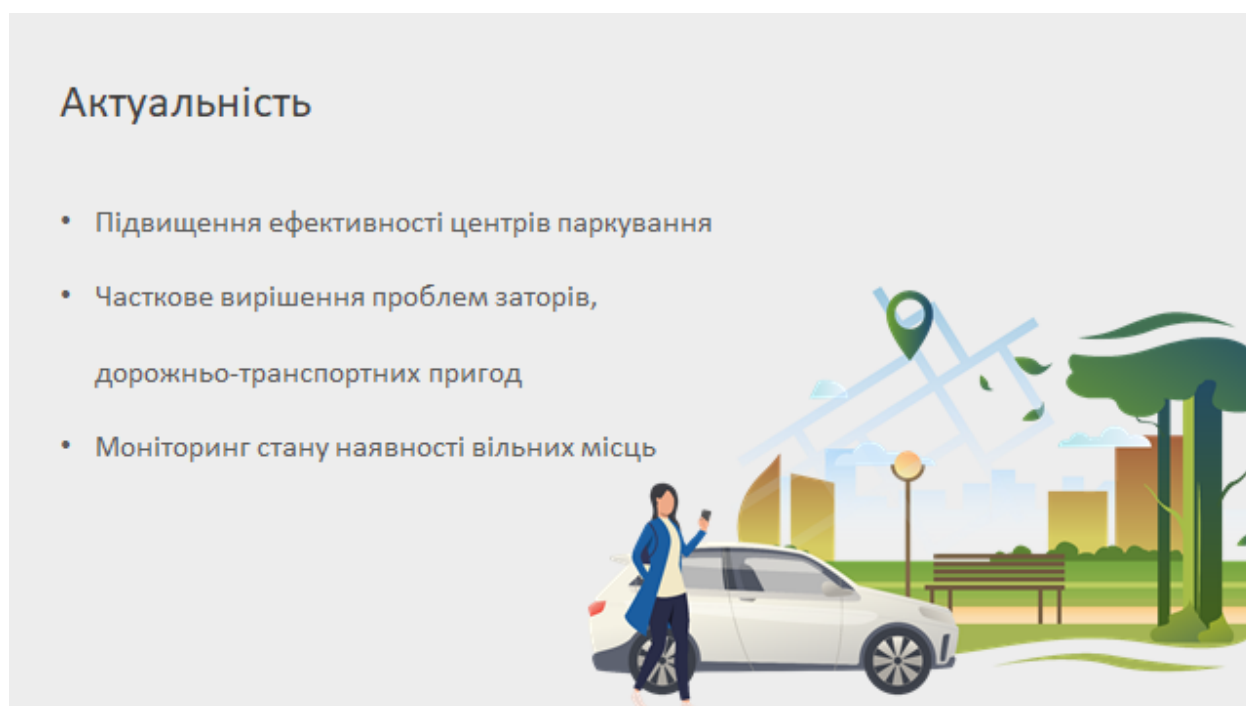 Актуальність
• Підвищення ефективності центрів паркування
• Часткове вирішення проблем заторів,
дорожньо-транспортних пригод
• Моніторинг стану наявності вільних місць